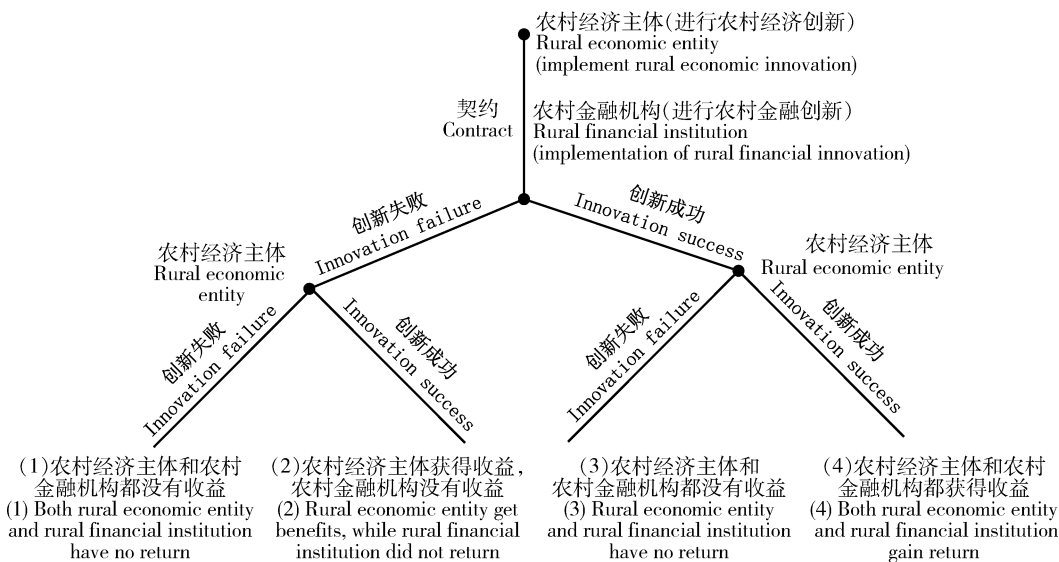 农村经济主体(进行农村经济创新)
Rural economic entity
(implement rural economic innovation)
契约
Contract
农村金融机构(进行农村金融创新)
Rural financial institution
(implementation of rural financial innovation)
创新失败
Innovation failure
创新成功
Innovation success
农村经济主体
Rural economic
entity
农村经济主体
Rural economic entity
创新失败
Innovation failure
创新成功
Innovation success
创新失败
Innovation failure
创新成功
Innovation success
(1)农村经济主体和农村
金融机构都没有收益
(1) Both rural economic entity
and rural financial institution
have no return
(2)农村经济主体获得收益,
农村金融机构没有收益
(2) Rural economic entity get
benefits, while rural financial
institution did not return
(3)农村经济主体和
农村金融机构都没有收益
(3) Rural economic entity
and rural financial institution
have no return
(4)农村经济主体和农村
金融机构都获得收益
(4) Both rural economic entity
and rural financial institution
gain return